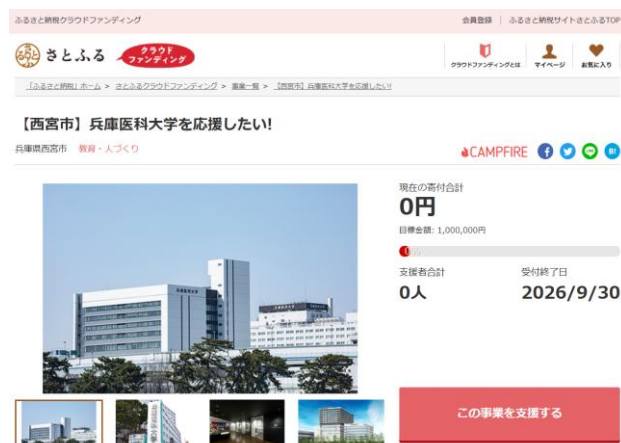 ふるさと納税クラウドファンディング
会員登録 ふるさと納税サイトさとふるTOP
さとふる クラウドファンディング
クラウドファンディングとは マイページ お気に入り
「ふるさと納税」ホーム > さとふるクラウドファンディング > 事業一覧 > 【西宮市】兵庫医科大学を応援したい!
【西宮市】兵庫医科大学を応援したい!
兵庫県西宮市 教育・人づくり
CAMPFIRE
現在の寄付合計
0円
目標金額: 1,000,000円
支援者合計 受付終了日
0人 2026/9/30
この事業を支援する